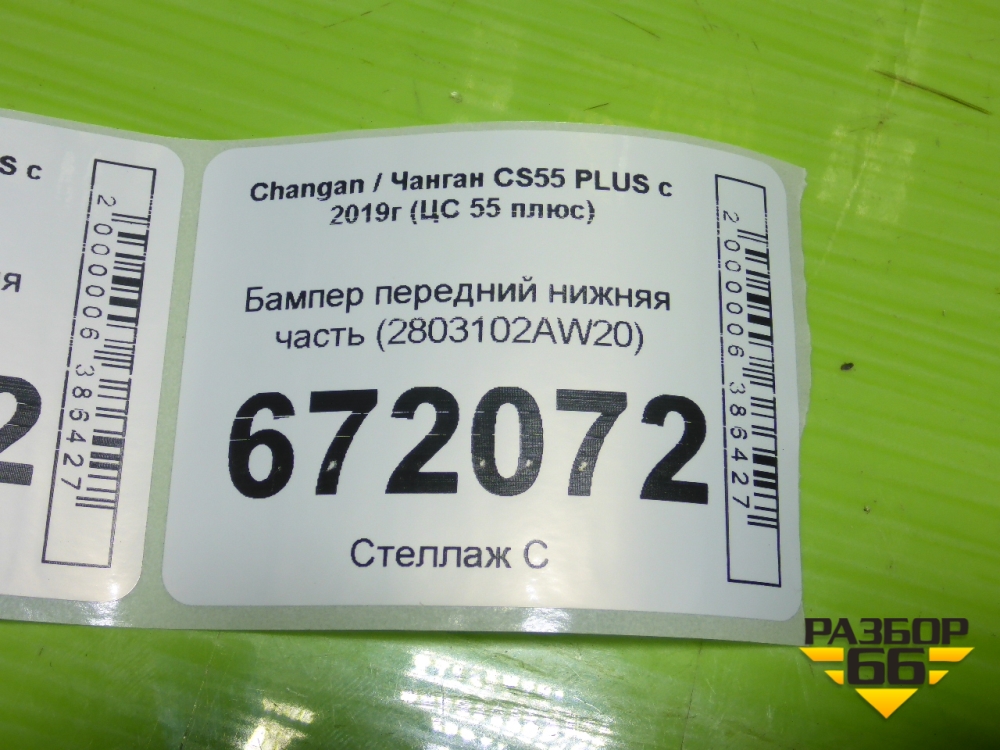 S с
я
2
2000006386427
Changan / Чанган CS55 PLUS с
2019г (ЦС 55 плюс)
Бампер передний нижняя
часть (2803102AW20)
672072
Стеллаж С
2000006386427
РАЗБОР
66